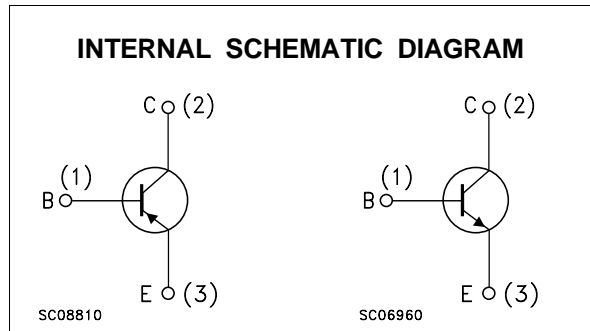 INTERNAL SCHEMATIC DIAGRAM
C (2) C (2)
(1) (1)
B B
E (3) E (3)
SC08810 SC06960